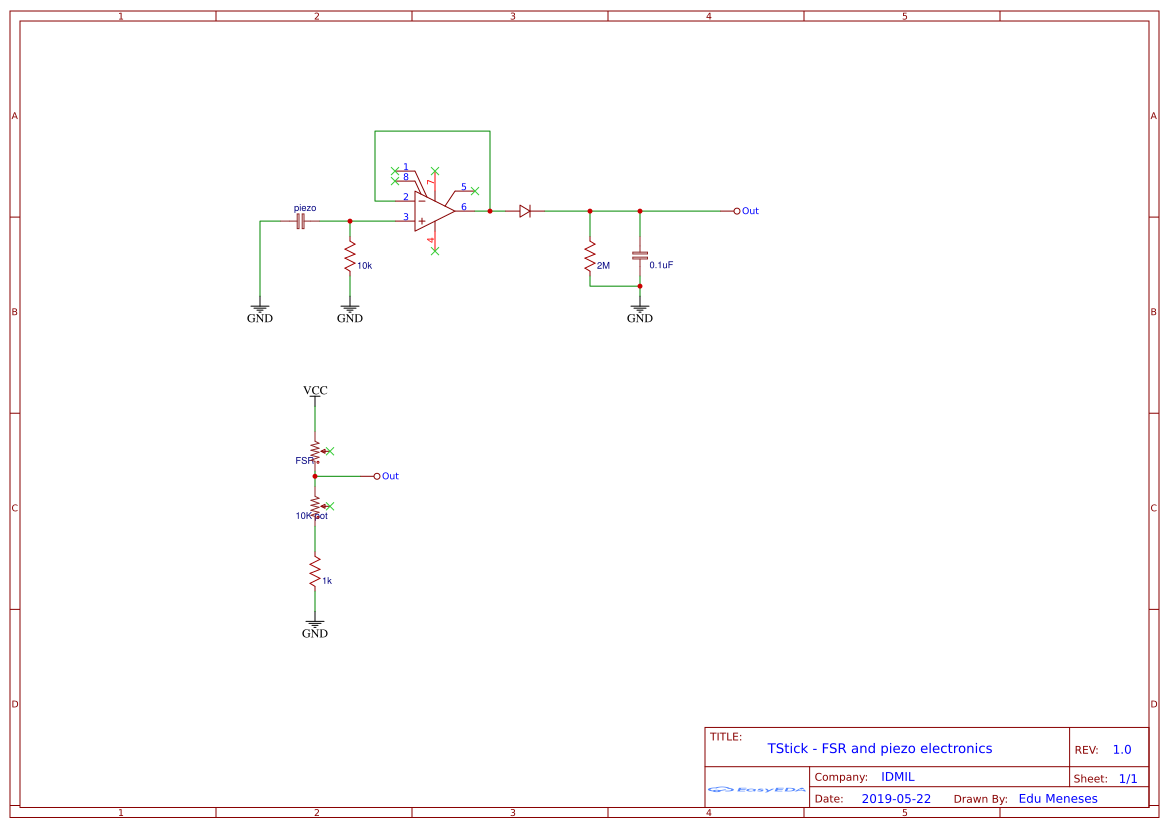 1 2 3 4 5
A A
1
8
7
5
2
6
3
4
piezo
Out
10k
2M
0.1uF
B B
GND GND GND
VCC
FSR
Out
C C
10K pot
1k
GND
D D
TITLE:
TStick - FSR and piezo electronics
REV: 1.0
Company: IDMIL
Sheet: 1/1
EasyEDA
Date: 2019-05-22 Drawn By: Edu Meneses
1 2 3 4 5